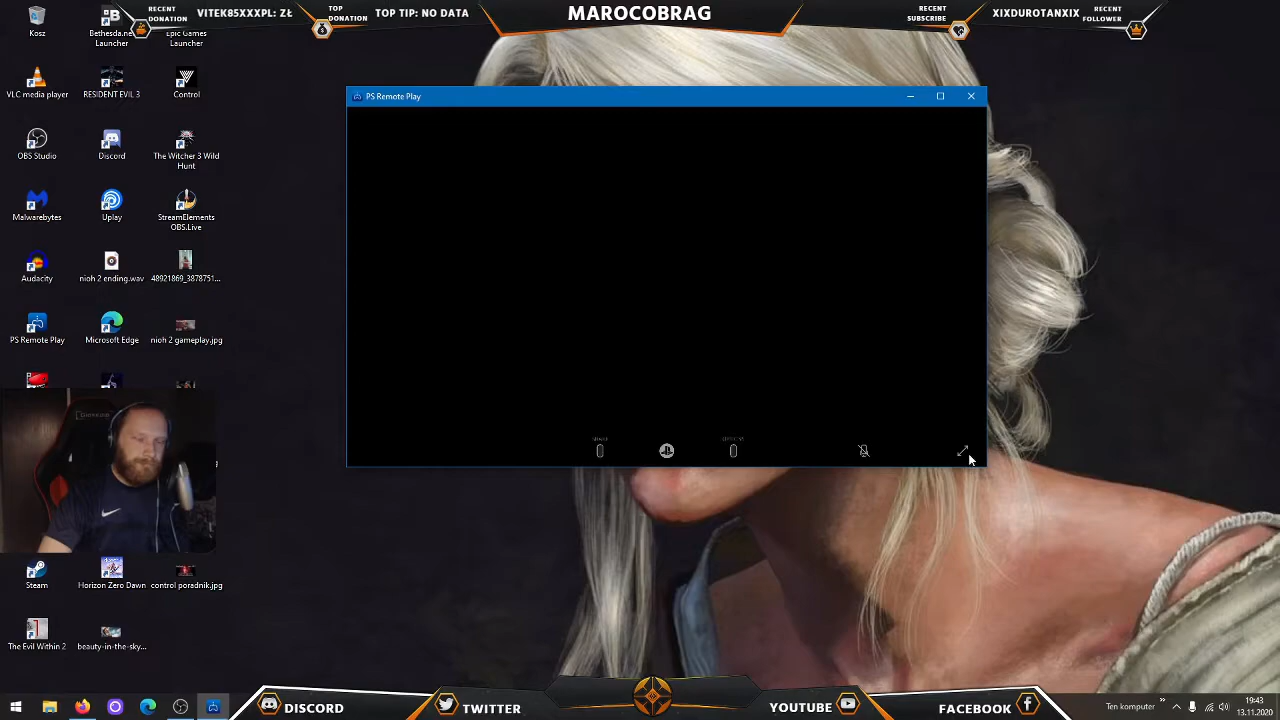 RECENT
DONATION
VITEK85XXXPL: ZŁ
TOP
DONATION
TOP TIP: NO DATA
MAROCOBRAG
RECENT
SUBSCRIBE
XIXDUROTANXIX
RECENT
FOLLOWER
Kosz
Bethesda.net
Launcher
Epic Games
Launcher
VLC media player
RESIDENT EVIL 3
Control
OBS Studio
Discord
The Witcher 3 Wild
Hunt
Malwarebytes
Uplay
StreamElements
OBS.Live
Audacity
nioh 2 ending.wav
48921869_3878751...
PS Remote Play
Microsoft Edge
nioh 2 gameplay.jpg
Steam
Horizon Zero Dawn
control poradnik.jpg
The Evil Within 2
beauty-in-the-sky...
PS Remote Play
SHARE
OPTIONS
DISCORD
TWITTER
YOUTUBE
FACEBOOK
Ten komputer
19:43
13.11.2020